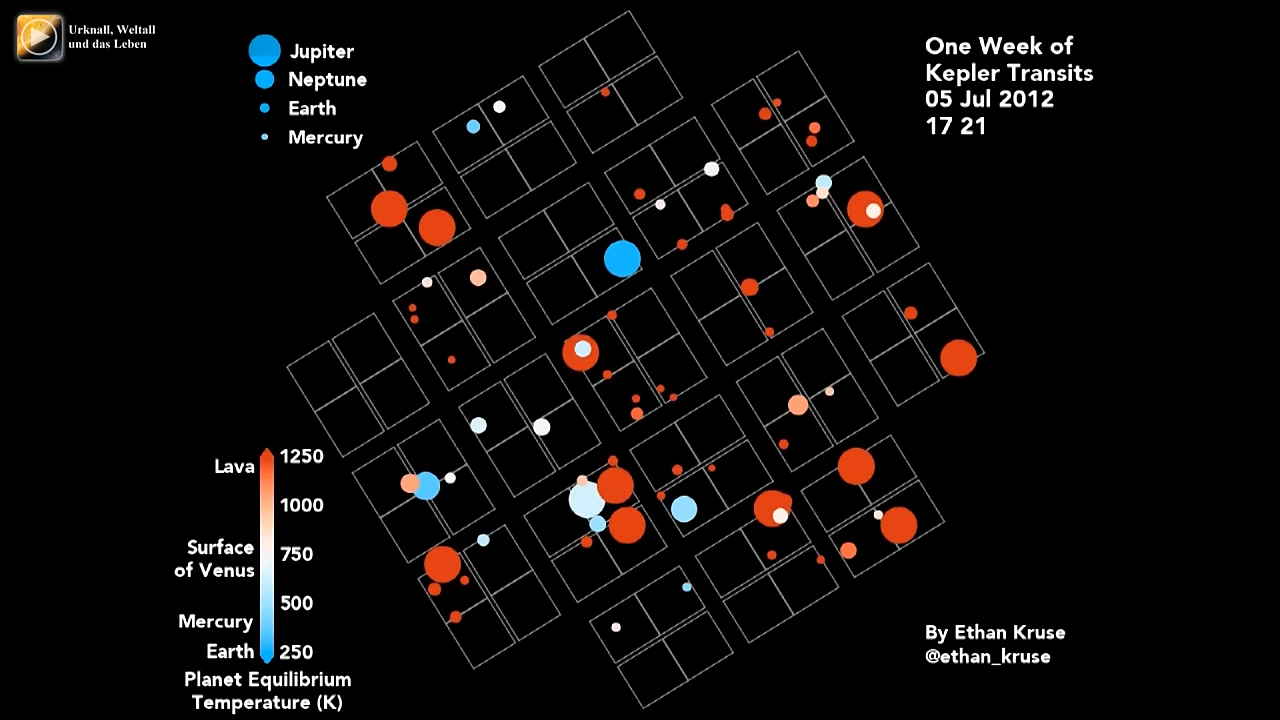 Urknall, Weltall
und das Leben
Jupiter
Neptune
Earth
Mercury
One Week of
Kepler Transits
05 Jul 2012
17 21
Lava
1250
1000
Surface
of Venus
750
500
Mercury
Earth
250
Planet Equilibrium
Temperature (K)
By Ethan Kruse
@ethan_kruse